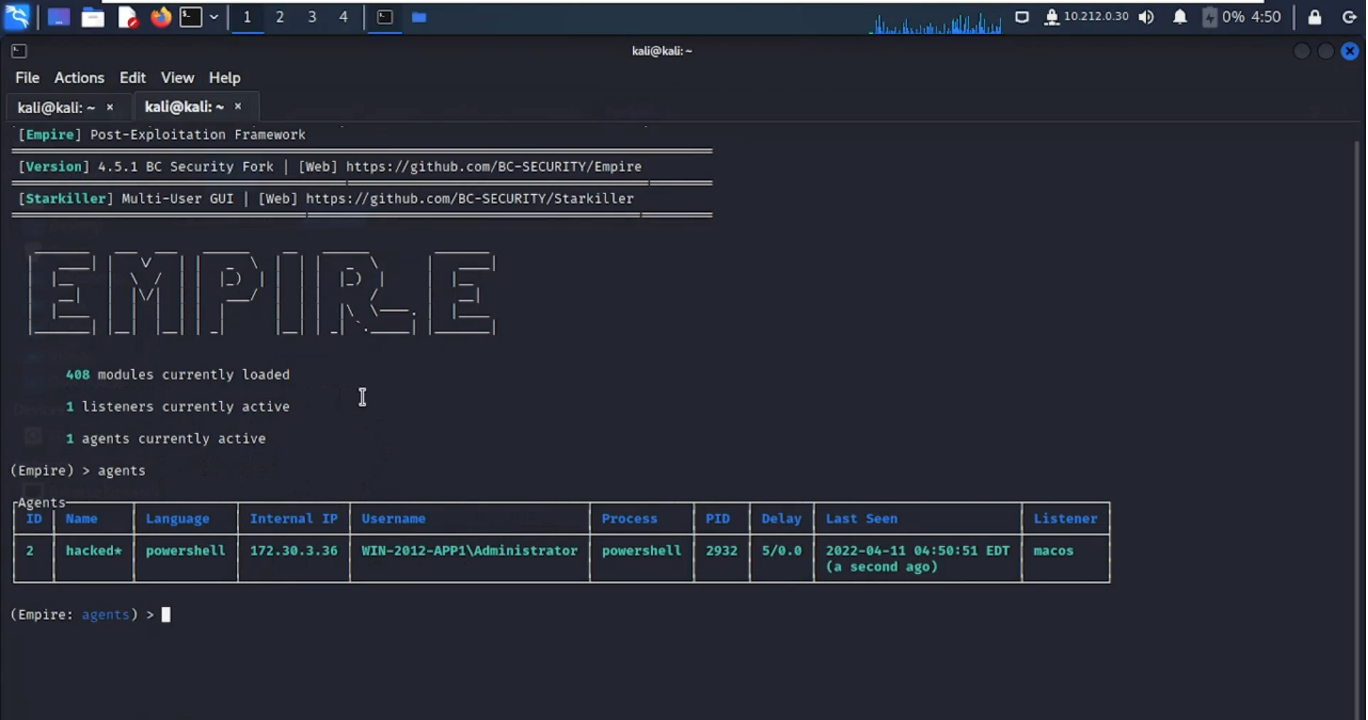 1 2 3 4 10.212.0.30 0% 4:50
kali@kali: ~
File Actions Edit View Help
kali@kali: ~ × kali@kali: ~ ×
[Empire] Post-Exploitation Framework
[Version] 4.5.1 BC Security Fork | [Web] https://github.com/BC-SECURITY/Empire
[Starkiller] Multi-User GUI | [Web] https://github.com/BC-SECURITY/Starkiller
EMPIRE
408 modules currently loaded
1 listeners currently active
1 agents currently active
(Empire) > agents
Agents
ID Name Language Internal IP Username Process PID Delay Last Seen Listener
2 hacked* powershell 172.30.3.36 WIN-2012-APP1\Administrator powershell 2932 5/0.0 2022-04-11 04:50:51 EDT macos
(a second ago)
(Empire: agents) >